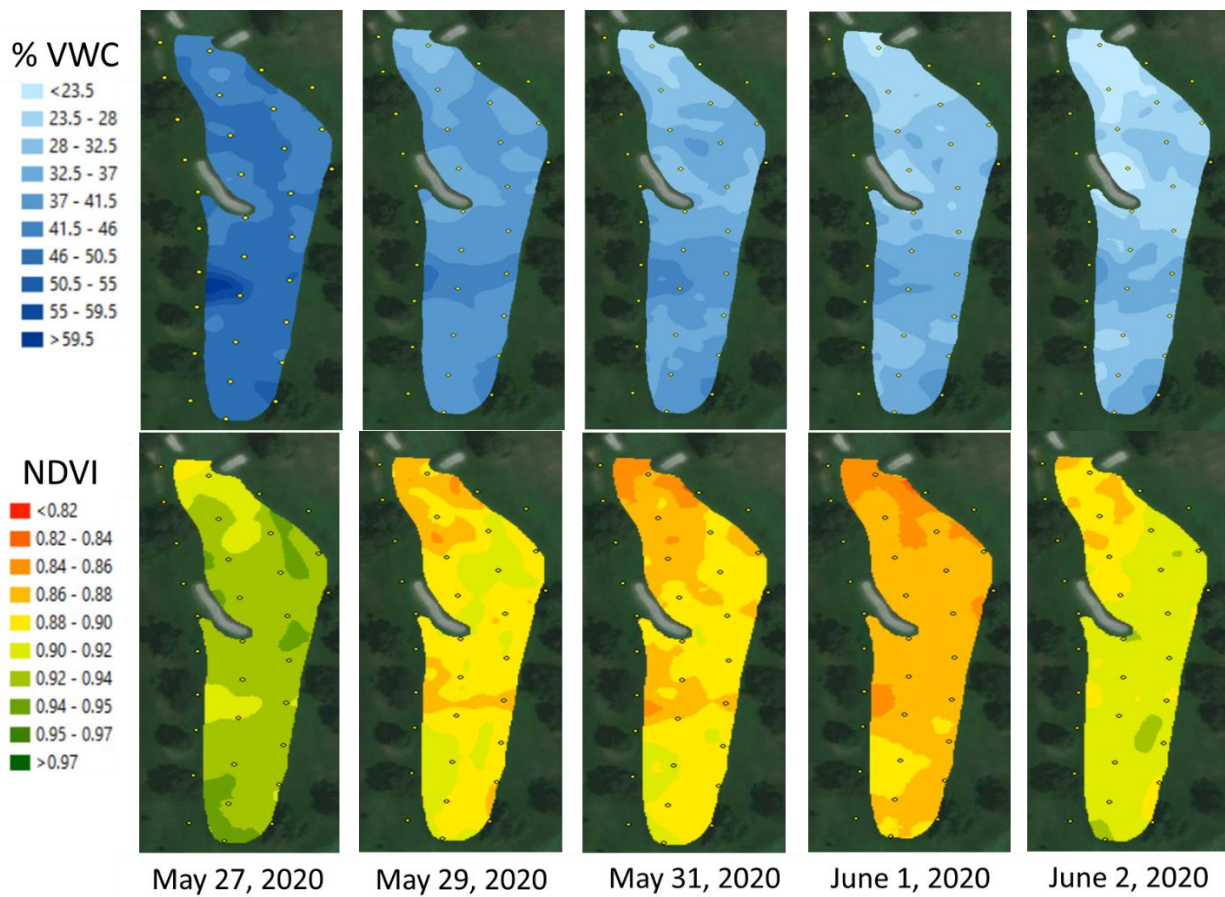 % VWC
<23.5
23.5 - 28
28 - 32.5
32.5 - 37
37 - 41.5
41.5 - 46
46 - 50.5
50.5 - 55
55 - 59.5
>59.5
NDVI
<0.82
0.82 - 0.84
0.84 - 0.86
0.86 - 0.88
0.88 - 0.90
0.90 - 0.92
0.92 - 0.94
0.94 - 0.95
0.95 - 0.97
>0.97
May 27, 2020 May 29, 2020 May 31, 2020 June 1, 2020 June 2, 2020